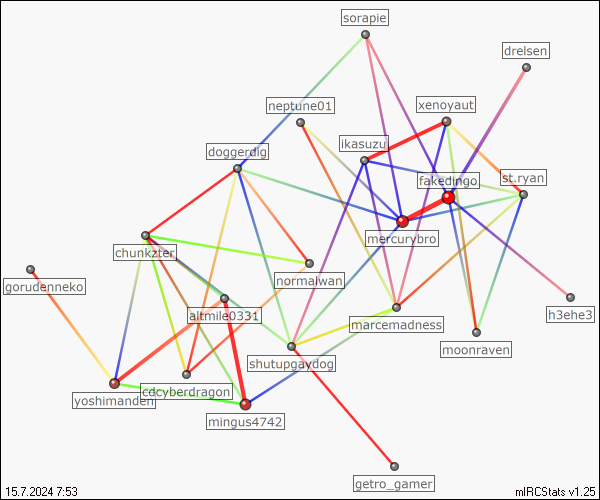 sorapie
drelsen
neptune01
xenoyaut
ikasuzu
doggerdig
fakedingo
st.ryan
mercurybro
chunkzter
normalwan
gorudenneko
altmile0331
h3ehe3
marcemadness
moonraven
shutupgaydog
cdcyberdragon
yoshimanden
mingus4742
getro_gamer
15.7.2024 7:53
mIRCStats v1.25